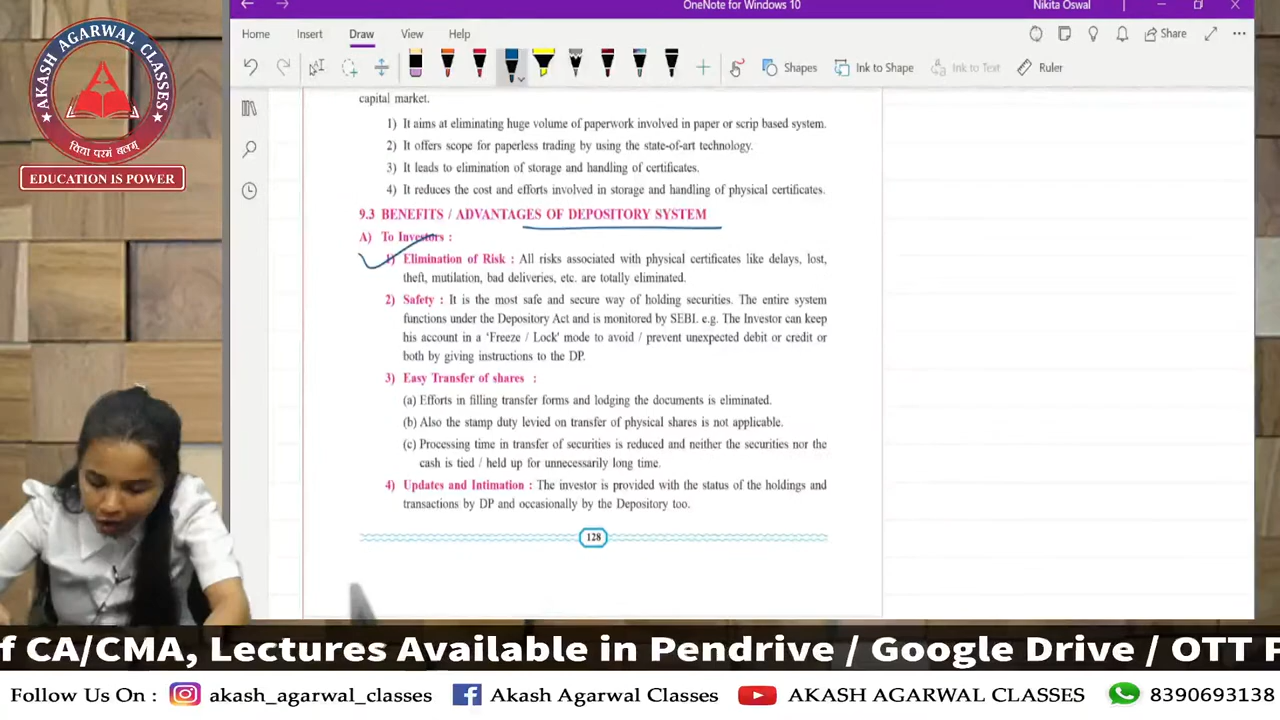 OneNote for Windows 10
Nikita Oswal
Home Insert Draw View Help
Share
Shapes
Ink to Shape
Ink to Text
Ruler
AKASH AGARWAL CLASSES
विद्या परमं बलम्
EDUCATION IS POWER
capital market.
1) It aims at eliminating huge volume of paperwork involved in paper or scrip based system.
2) It offers scope for paperless trading by using the state-of-art technology.
3) It leads to elimination of storage and handling of certificates.
4) It reduces the cost and efforts involved in storage and handling of physical certificates.
9.3 BENEFITS / ADVANTAGES OF DEPOSITORY SYSTEM
A) To Investors :
1) Elimination of Risk : All risks associated with physical certificates like delays, lost,
theft, mutilation, bad deliveries, etc. are totally eliminated.
2) Safety : It is the most safe and secure way of holding securities. The entire system
functions under the Depository Act and is monitored by SEBI. e.g. The Investor can keep
his account in a ‘Freeze / Lock’ mode to avoid / prevent unexpected debit or credit or
both by giving instructions to the DP.
3) Easy Transfer of shares :
(a) Efforts in filling transfer forms and lodging the documents is eliminated.
(b) Also the stamp duty levied on transfer of physical shares is not applicable.
(c) Processing time in transfer of securities is reduced and neither the securities nor the
cash is tied / held up for unnecessarily long time.
4) Updates and Intimation : The investor is provided with the status of the holdings and
transactions by DP and occasionally by the Depository too.
128
f CA/CMA, Lectures Available in Pendrive / Google Drive / OTT P
Follow Us On : akash_agarwal_classes Akash Agarwal Classes AKASH AGARWAL CLASSES 8390693138